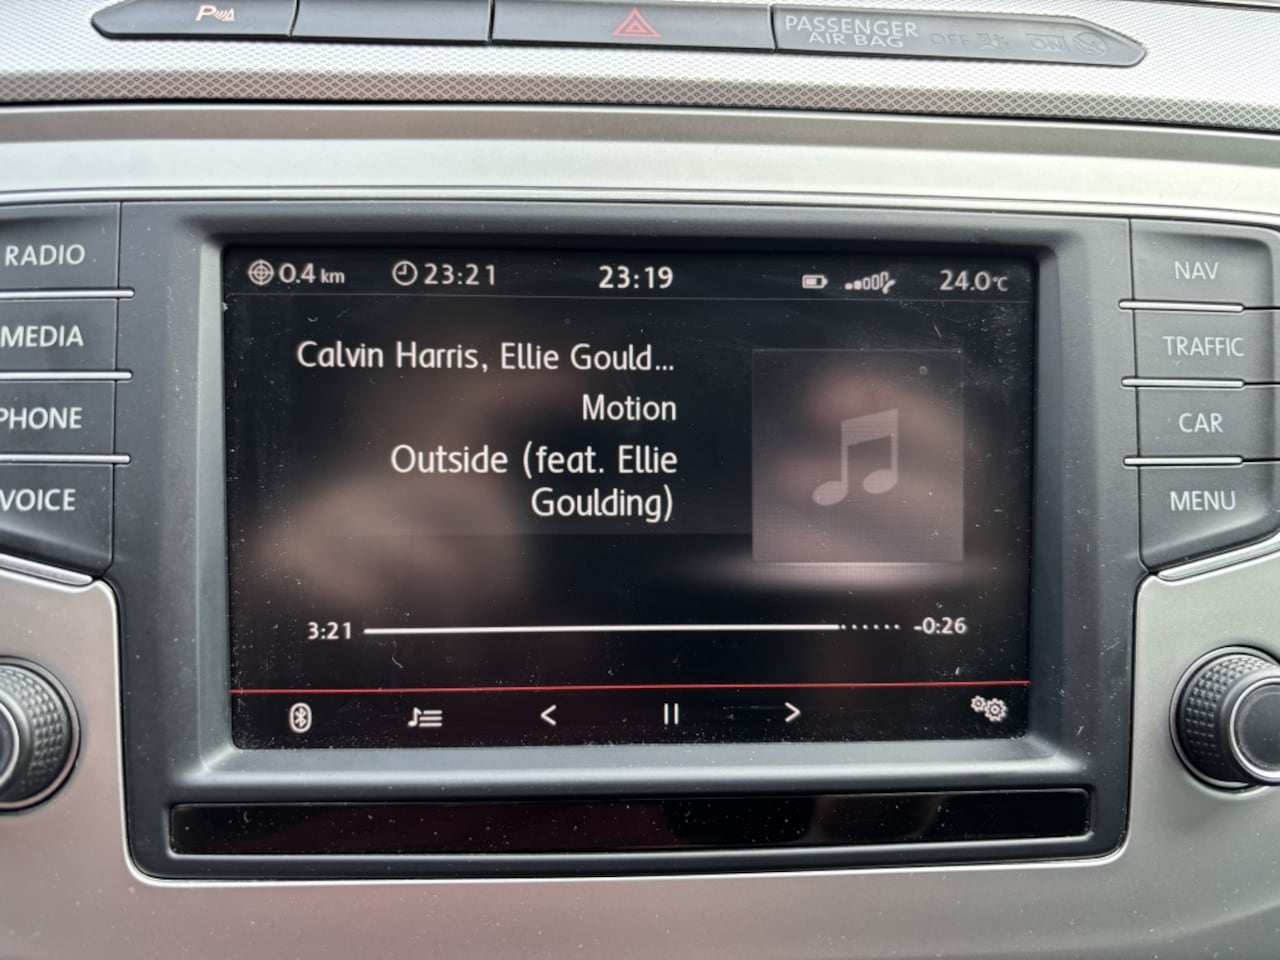 P
PASSENGER
AIR BAG OFF ON
RADIO
MEDIA
PHONE
VOICE
0.4 km 23:21 23:19 24.0°C
Calvin Harris, Ellie Gould...
Motion
Outside (feat. Ellie
Goulding)
3:21 -0:26
NAV
TRAFFIC
CAR
MENU